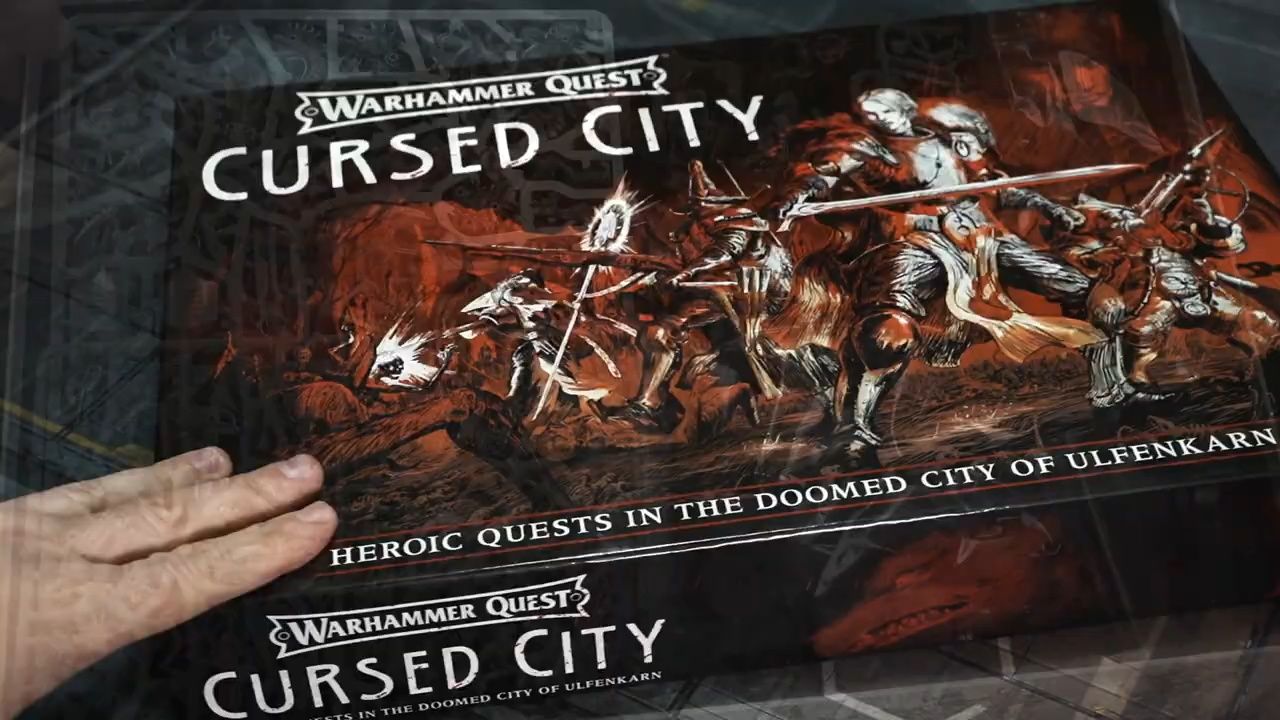 WARHAMMER QUEST
CURSED CITY
HEROIC QUESTS IN THE DOOMED CITY OF ULFENKARN
WARHAMMER QUEST
CURSED CITY
IN THE DOOMED CITY OF ULFENKARN